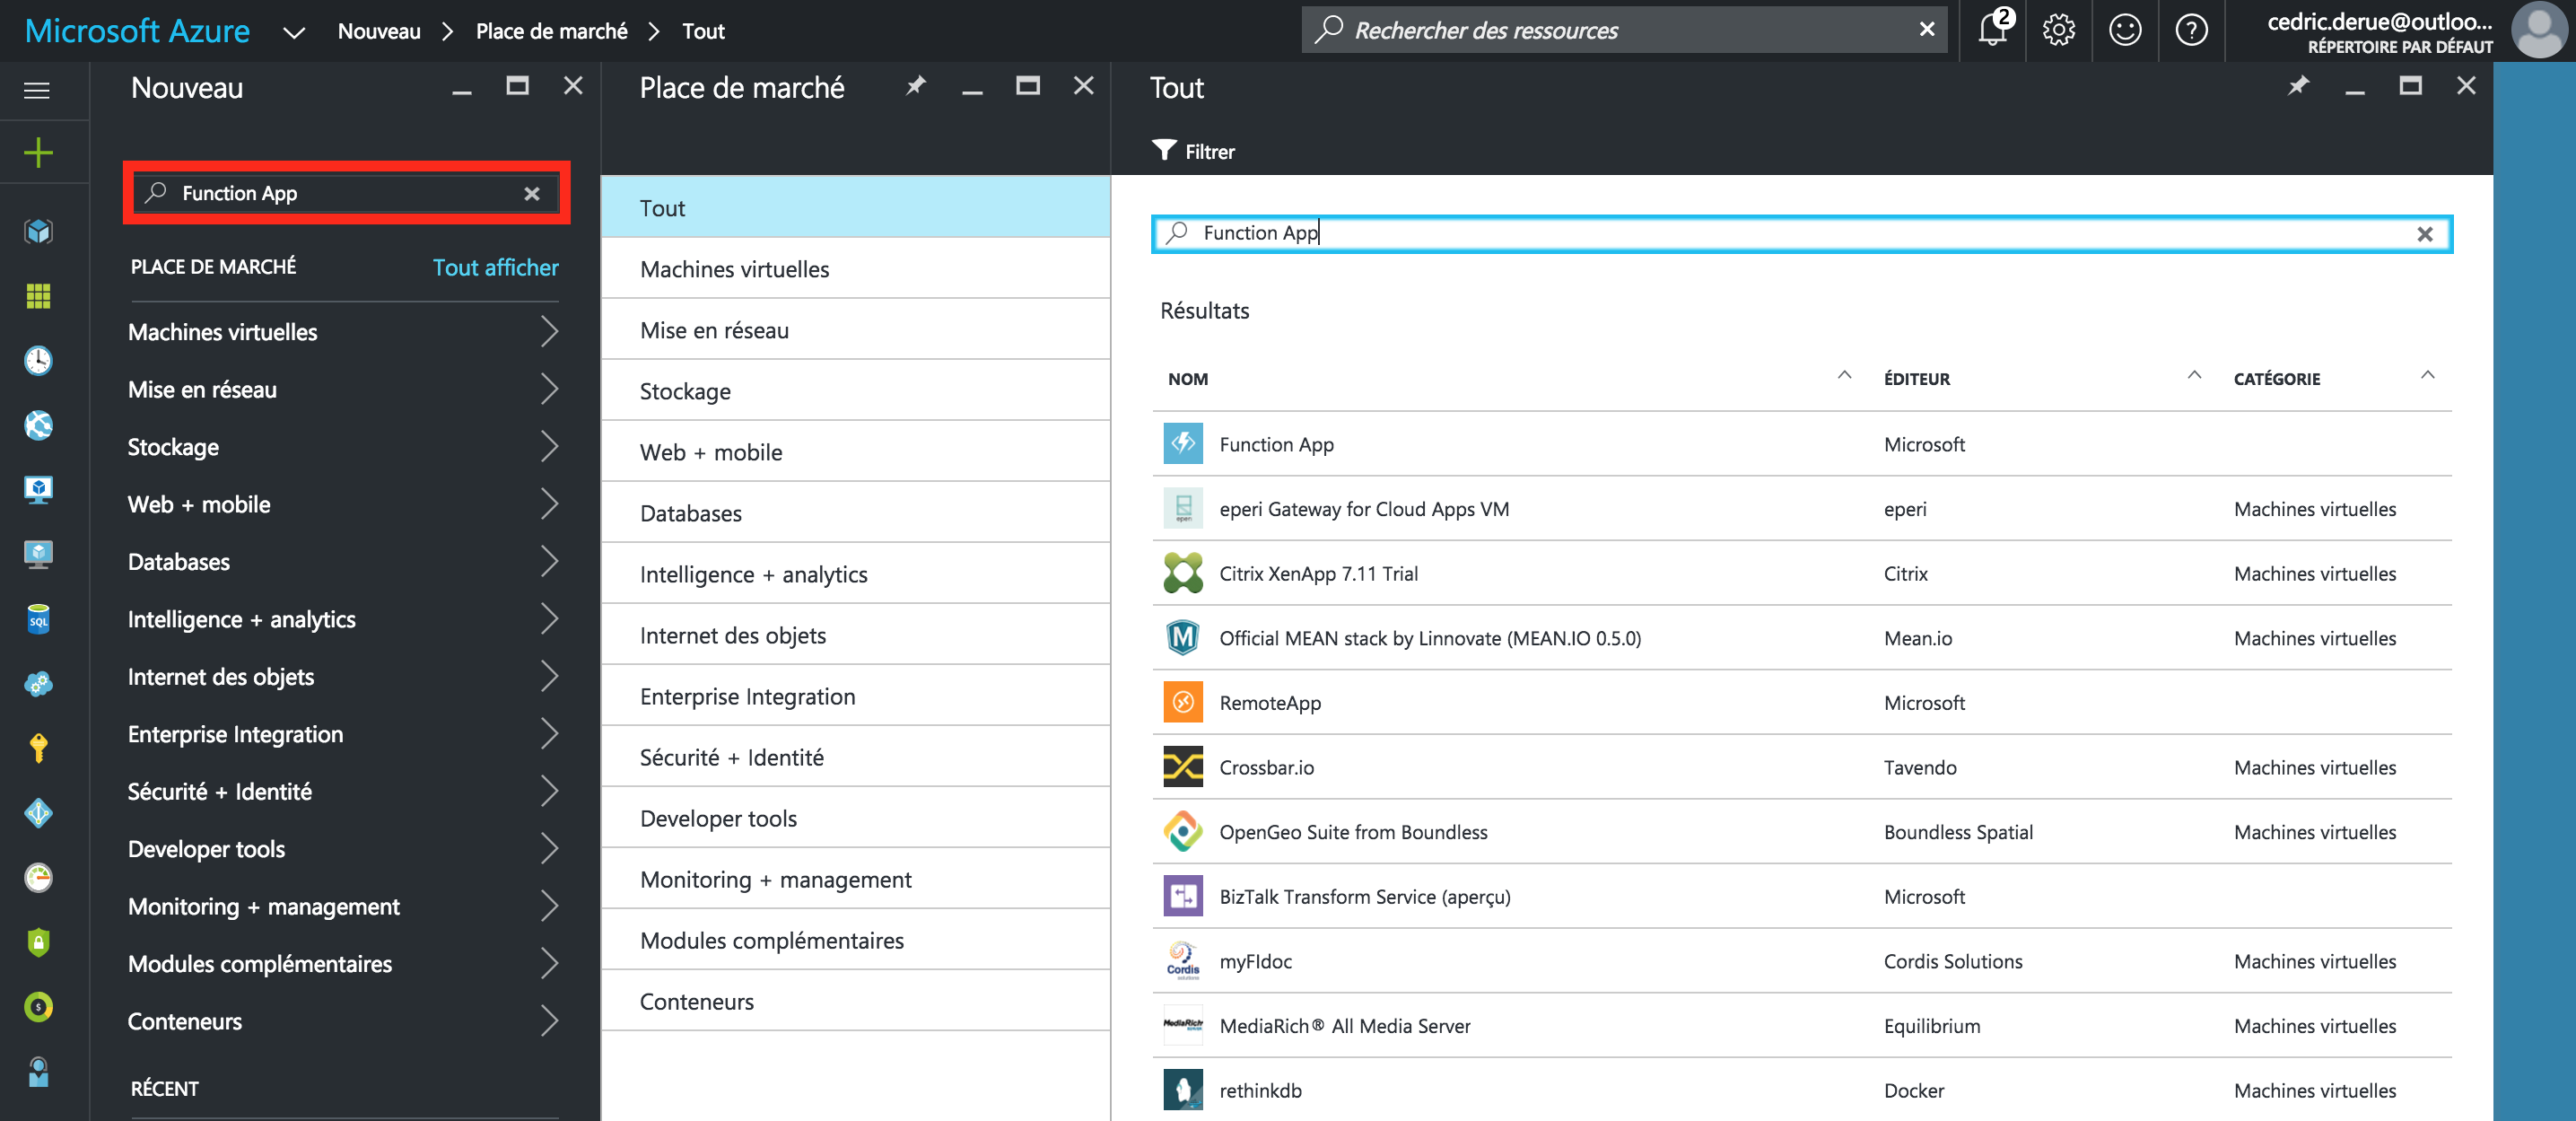 Microsoft Azure Nouveau Place de marché Tout
Rechercher des ressources
2
cedric.derue@outloo...
RÉPERTOIRE PAR DÉFAUT
Nouveau
Function App
PLACE DE MARCHÉ Tout afficher
Machines virtuelles
Mise en réseau
Stockage
Web + mobile
Databases
Intelligence + analytics
Internet des objets
Enterprise Integration
Sécurité + Identité
Developer tools
Monitoring + management
Modules complémentaires
Conteneurs
RÉCENT
SQL
Place de marché
Tout
Machines virtuelles
Mise en réseau
Stockage
Web + mobile
Databases
Intelligence + analytics
Internet des objets
Enterprise Integration
Sécurité + Identité
Developer tools
Monitoring + management
Modules complémentaires
Conteneurs
Tout
Filtrer
Function App
Résultats
NOM ÉDITEUR CATÉGORIE
Function App Microsoft
eperi eperi Gateway for Cloud Apps VM eperi Machines virtuelles
Citrix XenApp 7.11 Trial Citrix Machines virtuelles
M Official MEAN stack by Linnovate (MEAN.IO 0.5.0) Mean.io Machines virtuelles
RemoteApp Microsoft
Crossbar.io Tavendo Machines virtuelles
OpenGeo Suite from Boundless Boundless Spatial Machines virtuelles
BizTalk Transform Service (aperçu) Microsoft
Cordis solutions myFIdoc Cordis Solutions Machines virtuelles
MediaRich MediaRich® All Media Server Equilibrium Machines virtuelles
rethinkdb Docker Machines virtuelles